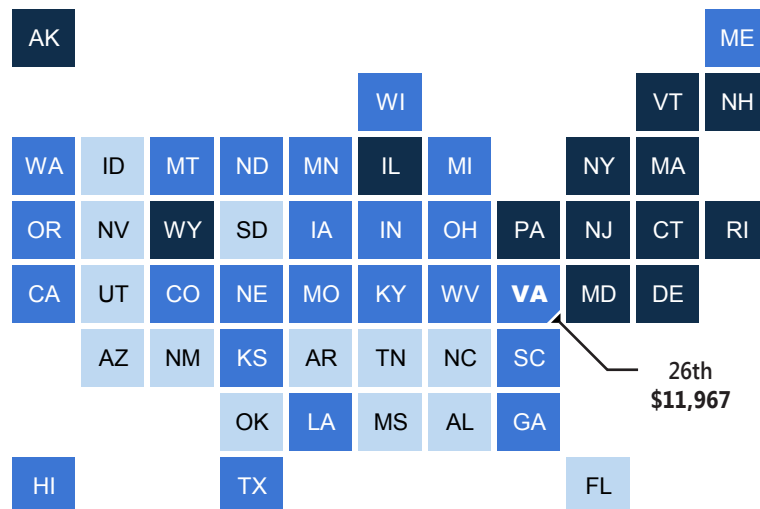 AK ME
WI VT NH
WA ID MT ND MN IL MI NY MA
OR NV WY SD IA IN OH PA NJ CT RI
CA UT CO NE MO KY WV VA MD DE
AZ NM KS AR TN NC SC
26th
$11,967
OK LA MS AL GA
HI TX FL